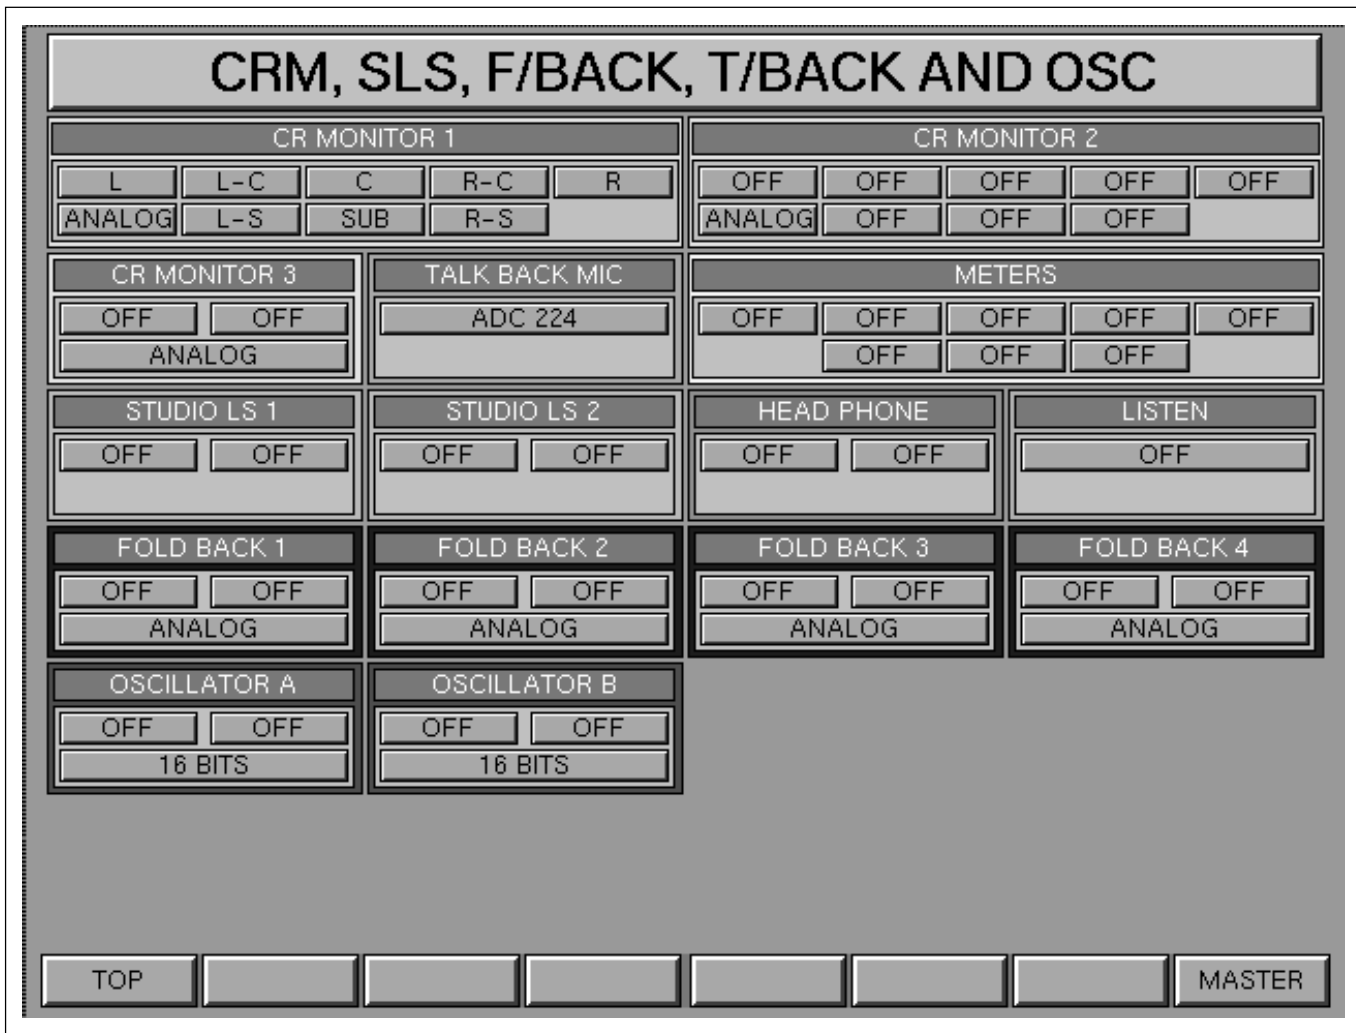 CRM, SLS, F/BACK, T/BACK AND OSC
CR MONITOR 1 CR MONITOR 2
L L-C C R-C R OFF OFF OFF OFF OFF
ANALOG L-S SUB R-S ANALOG OFF OFF OFF
CR MONITOR 3 TALK BACK MIC METERS
OFF OFF ADC 224 OFF OFF OFF OFF OFF
ANALOG OFF OFF OFF
STUDIO LS 1 STUDIO LS 2 HEAD PHONE LISTEN
OFF OFF OFF OFF OFF OFF OFF
FOLD BACK 1 FOLD BACK 2 FOLD BACK 3 FOLD BACK 4
OFF OFF OFF OFF OFF OFF OFF OFF
ANALOG ANALOG ANALOG ANALOG
OSCILLATOR A OSCILLATOR B
OFF OFF OFF OFF
16 BITS 16 BITS
TOP MASTER